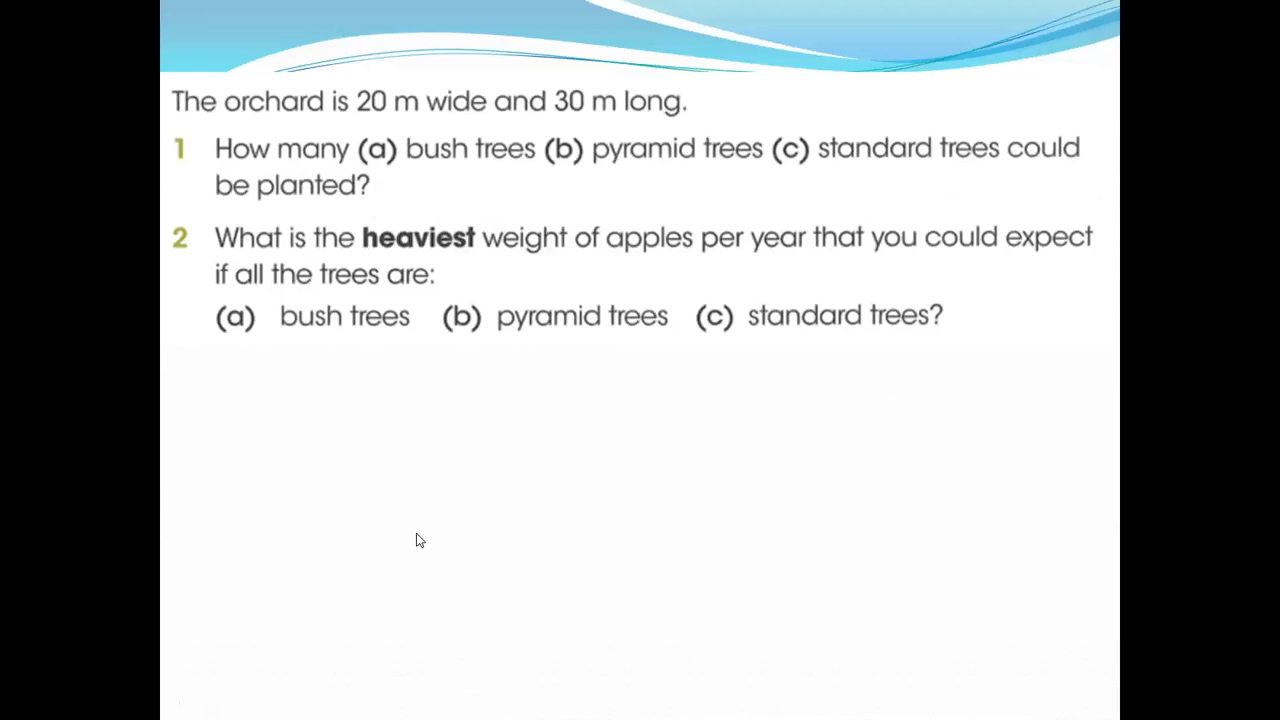 The orchard is 20 m wide and 30 m long.
1 How many (a) bush trees (b) pyramid trees (c) standard trees could
be planted?
2 What is the heaviest weight of apples per year that you could expect
if all the trees are:
(a) bush trees (b) pyramid trees (c) standard trees?